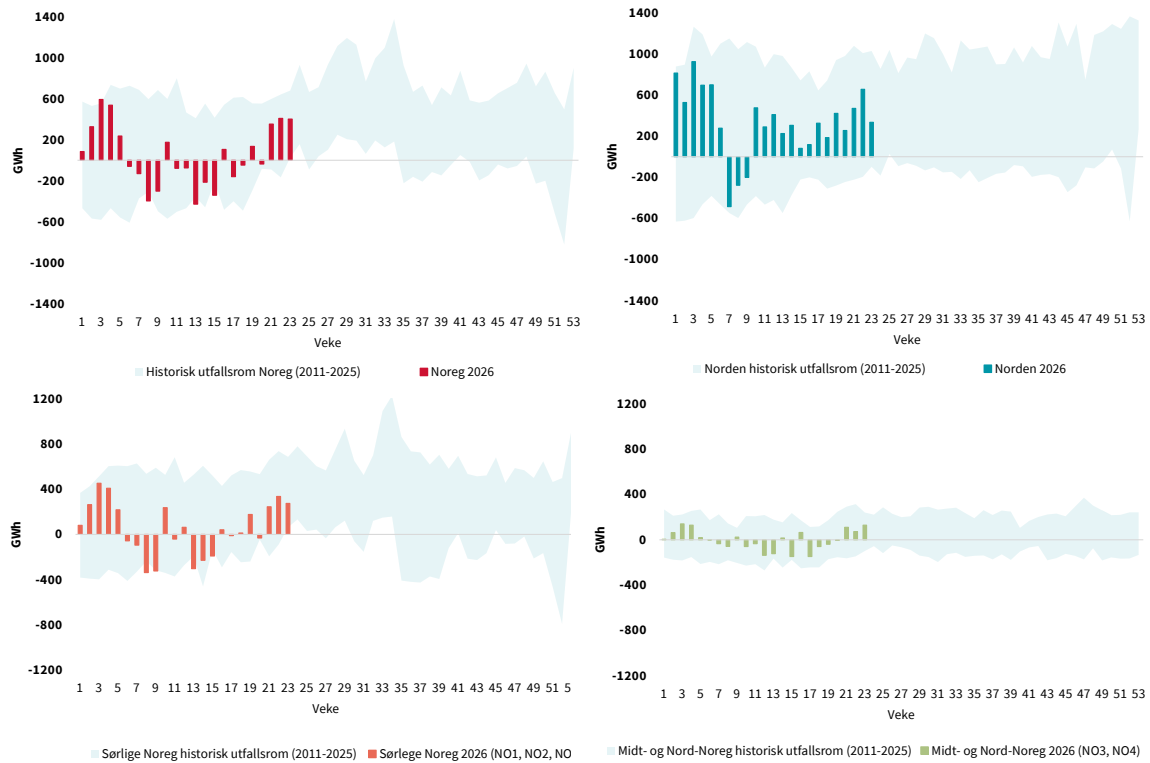 1400
1000
600
200
-200
-600
-1000
-1400
GWh
1 3 5 7 9 11 13 15 17 19 21 23 25 27 29 31 33 35 37 39 41 43 45 47 49 51 53
Veke
Historisk utfallsrom Noreg (2011-2025) Noreg 2026
1400
1000
600
200
-200
-600
-1000
-1400
GWh
1 3 5 7 9 11 13 15 17 19 21 23 25 27 29 31 33 35 37 39 41 43 45 47 49 51 53
Veke
Norden historisk utfallsrom (2011-2025) Norden 2026
1200
800
400
0
-400
-800
-1200
GWh
1 3 5 7 9 11 13 15 17 19 21 23 25 27 29 31 33 35 37 39 41 43 45 47 49 51 5
Veke
Sørlige Noreg historisk utfallsrom (2011-2025) Sørlege Noreg 2026 (NO1, NO2, NO
1200
800
400
0
-400
-800
-1200
GWh
1 3 5 7 9 11 13 15 17 19 21 23 25 27 29 31 33 35 37 39 41 43 45 47 49 51 53
Veke
Midt- og Nord-Noreg historisk utfallsrom (2011-2025) Midt- og Nord-Noreg 2026 (NO3, NO4)